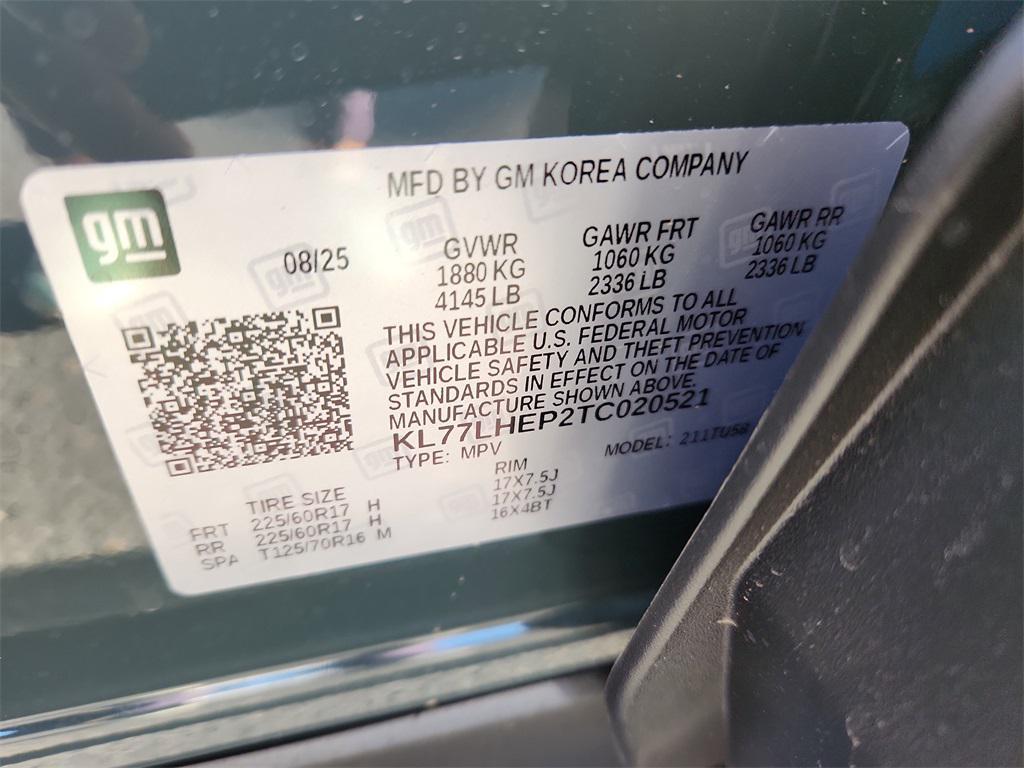 gm
MFD BY GM KOREA COMPANY
08/25
GVWR
1880 KG
4145 LB
GAWR FRT
1060 KG
2336 LB
GAWR RR
1060 KG
2336 LB
THIS VEHICLE CONFORMS TO ALL
APPLICABLE U.S. FEDERAL MOTOR
VEHICLE SAFETY AND THEFT PREVENTION
STANDARDS IN EFFECT ON THE DATE OF
MANUFACTURE SHOWN ABOVE.
KL77LHEP2TC020521
TYPE: MPV
MODEL: 211TU58
TIRE SIZE RIM
FRT 225/60R17 H 17X7.5J
RR 225/60R17 H 17X7.5J
SPA T125/70R16 M 16X4BT